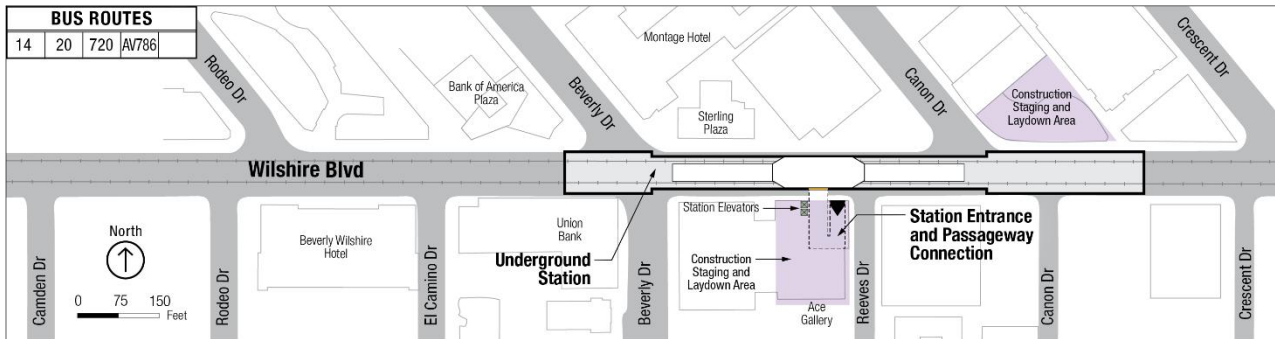 BUS ROUTES
14 20 720 AV786
Rodeo Dr
Bank of America
Plaza
Beverly Dr
Montage Hotel
Sterling
Plaza
Canon Dr
Construction
Staging and
Laydown Area
Crescent Dr
Wilshire Blvd
North
0 75 150
Feet
Camden Dr
Rodeo Dr
Beverly Wilshire
Hotel
El Camino Dr
Union
Bank
Underground
Station
Beverly Dr
Station Elevators
Construction
Staging and
Laydown Area
Ace
Gallery
Reeves Dr
Station Entrance
and Passageway
Connection
Canon Dr
Crescent Dr